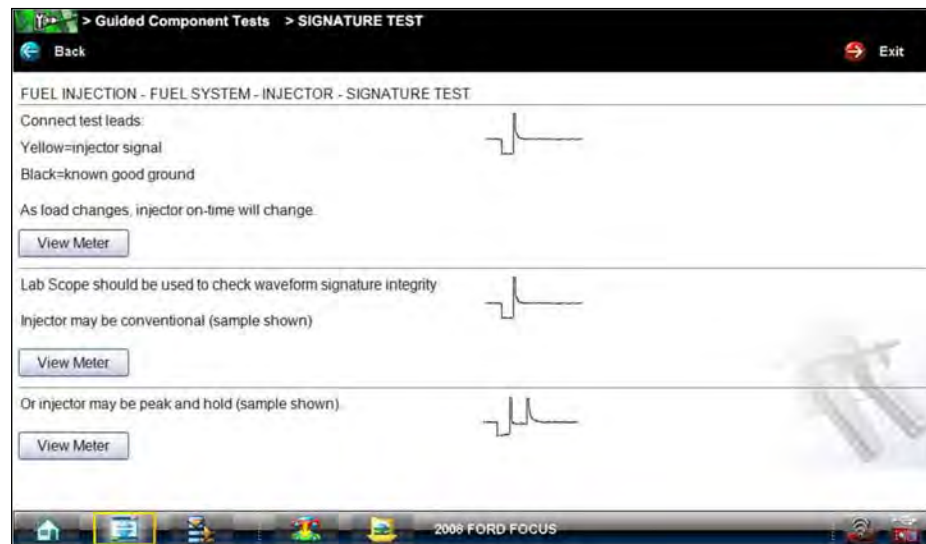 > Guided Component Tests > SIGNATURE TEST
Back
Exit
FUEL INJECTION - FUEL SYSTEM - INJECTOR - SIGNATURE TEST
Connect test leads:
Yellow=injector signal
Black=known good ground
As load changes, injector on-time will change.
View Meter
Lab Scope should be used to check waveform signature integrity
Injector may be conventional (sample shown)
View Meter
Or injector may be peak and hold (sample shown)
View Meter
2008 FORD FOCUS